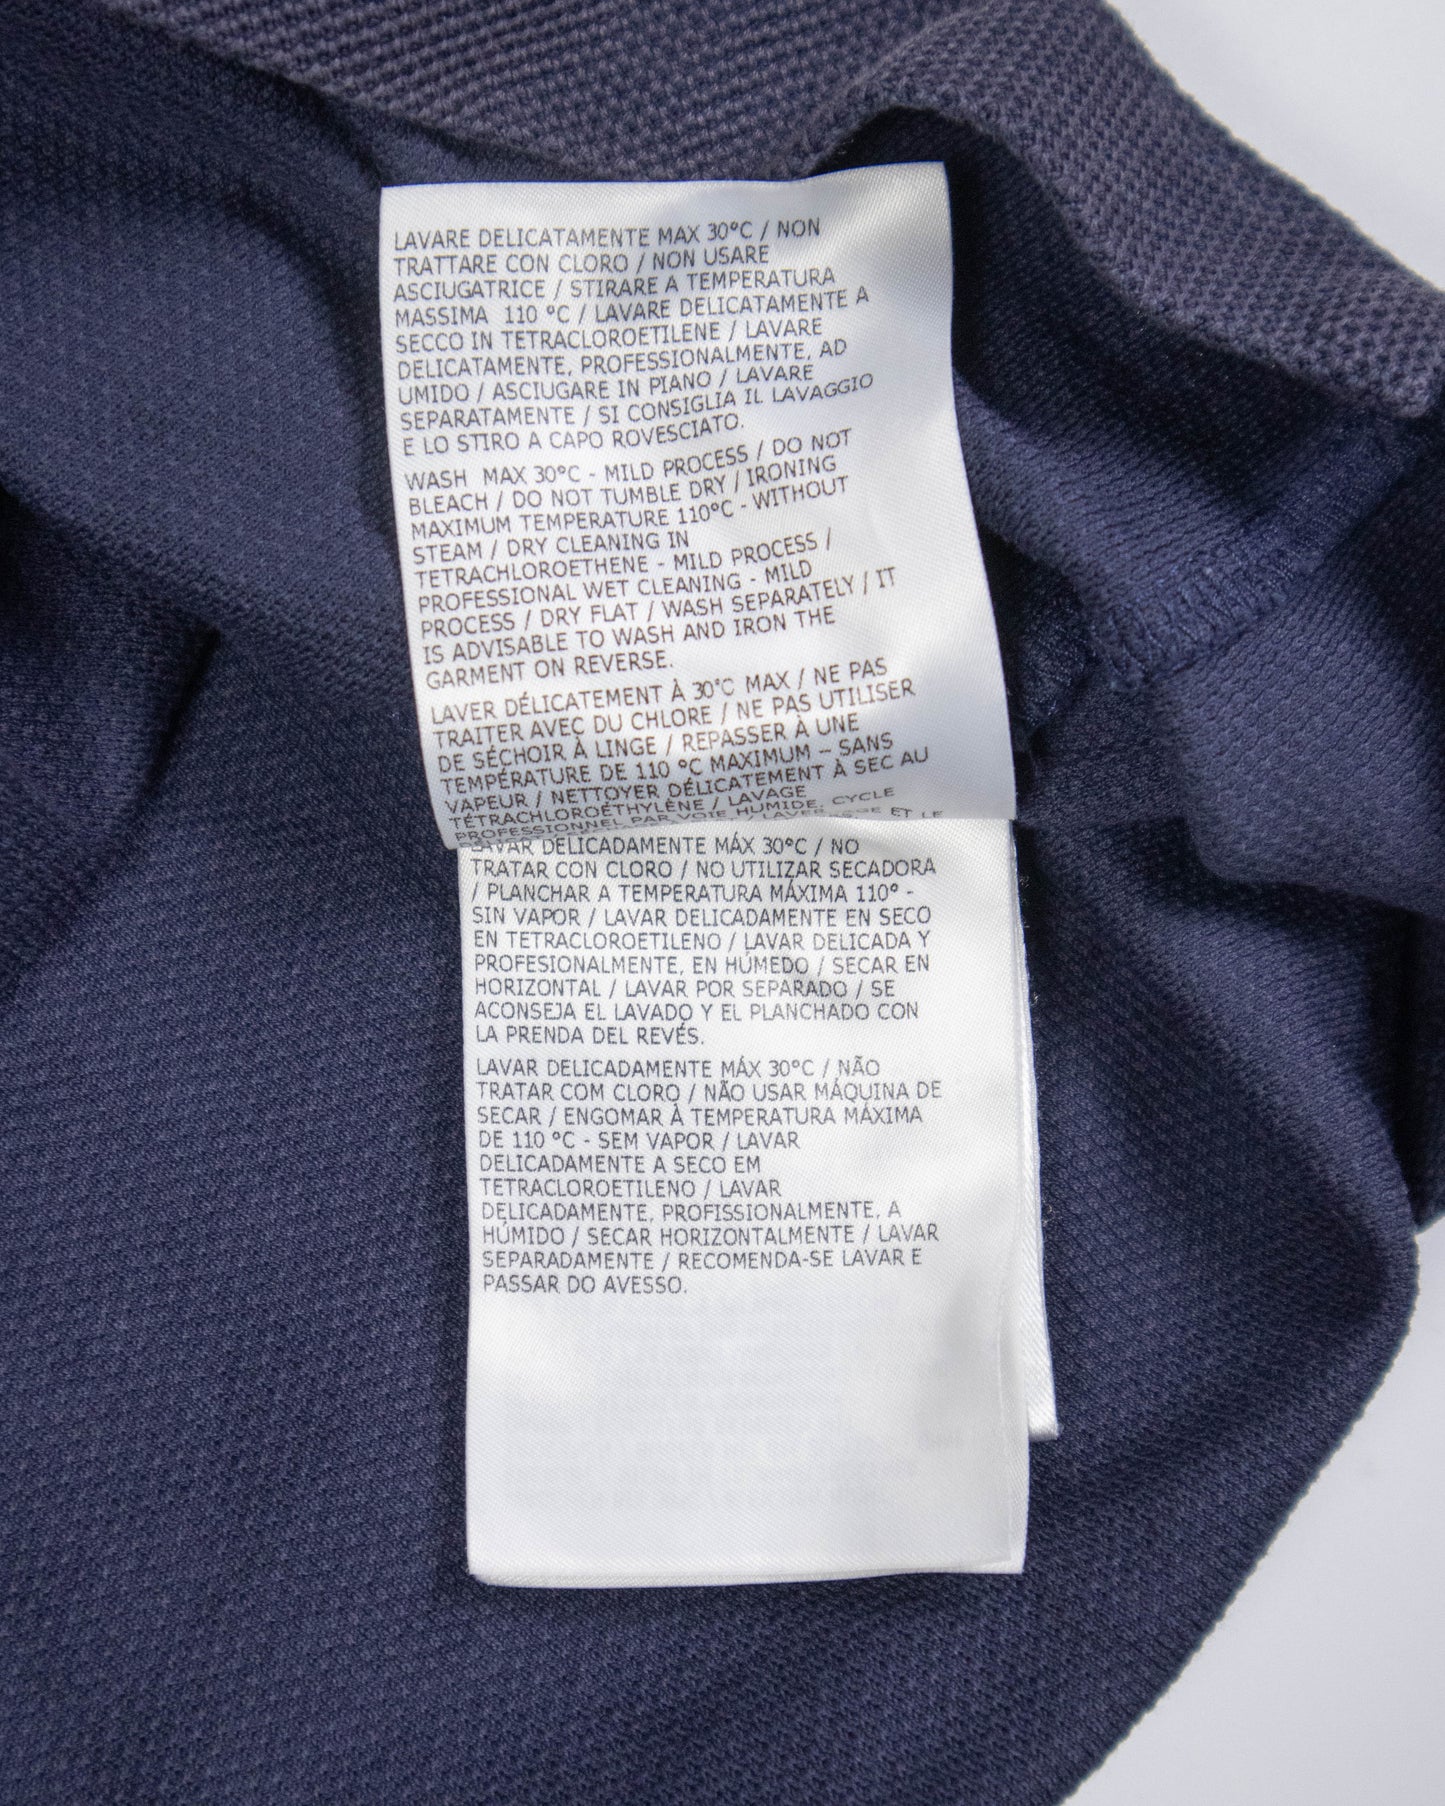 LAVARE DELICATAMENTE MAX 30°C / NON
TRATTARE CON CLORO / NON USARE
ASCIUGATRICE / STIRARE A TEMPERATURA
MASSIMA 110 °C / LAVARE DELICATAMENTE A
SECCO IN TETRACLOROETILENE / LAVARE
DELICATAMENTE, PROFESSIONALMENTE, AD
UMIDO / ASCIUGARE IN PIANO / LAVARE
SEPARATAMENTE / SI CONSIGLIA IL LAVAGGIO
E LO STIRO A CAPO ROVESCIATO.
WASH MAX 30°C - MILD PROCESS / DO NOT
BLEACH / DO NOT TUMBLE DRY / IRONING
MAXIMUM TEMPERATURE 110°C - WITHOUT
STEAM / DRY CLEANING IN
TETRACHLOROETHENE - MILD PROCESS /
PROFESSIONAL WET CLEANING - MILD
PROCESS / DRY FLAT / WASH SEPARATELY / IT
IS ADVISABLE TO WASH AND IRON THE
GARMENT ON REVERSE.
LAVER DÉLICATEMENT À 30°C MAX / NE PAS
TRAITER AVEC DU CHLORE / NE PAS UTILISER
DE SÉCHOIR À LINGE / REPASSER À UNE
TEMPÉRATURE DE 110 °C MAXIMUM – SANS
VAPEUR / NETTOYER DÉLICATEMENT À SEC AU
TÉTRACHLOROÉTHYLÈNE / LAVAGE
PROFESSIONNEL PAR VOIE HUMIDE, CYCLE
/ LAVER ET LE
LAVAR DELICADAMENTE MÁX 30°C / NO
TRATAR CON CLORO / NO UTILIZAR SECADORA
/ PLANCHAR A TEMPERATURA MÁXIMA 110° -
SIN VAPOR / LAVAR DELICADAMENTE EN SECO
EN TETRACLOROETILENO / LAVAR DELICADA Y
PROFESIONALMENTE, EN HÚMEDO / SECAR EN
HORIZONTAL / LAVAR POR SEPARADO / SE
ACONSEJA EL LAVADO Y EL PLANCHADO CON
LA PRENDA DEL REVÉS.
LAVAR DELICADAMENTE MÁX 30°C / NÃO
TRATAR COM CLORO / NÃO USAR MÁQUINA DE
SECAR / ENGOMAR À TEMPERATURA MÁXIMA
DE 110 °C - SEM VAPOR / LAVAR
DELICADAMENTE A SECO EM
TETRACLOROETILENO / LAVAR
DELICADAMENTE, PROFISSIONALMENTE, A
HÚMIDO / SECAR HORIZONTALMENTE / LAVAR
SEPARADAMENTE / RECOMENDA-SE LAVAR E
PASSAR DO AVESSO.